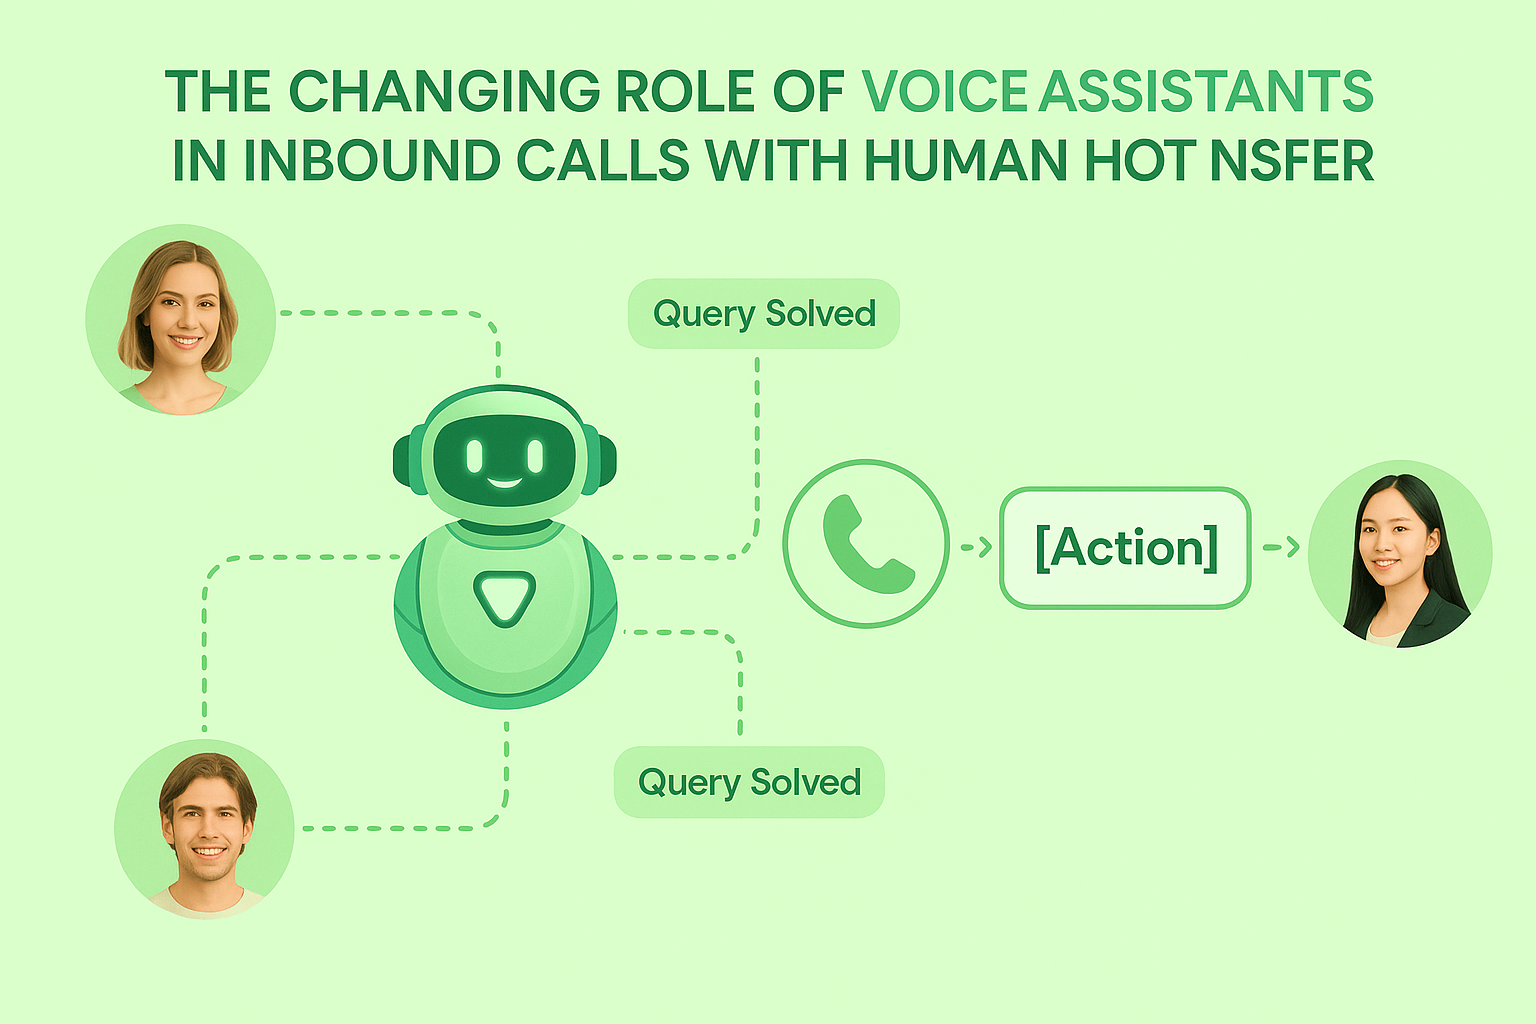 THE CHANGING ROLE OF VOICE ASSISTANTS
IN INBOUND CALLS WITH HUMAN HOT NSFER
Query Solved
[Action]
Query Solved